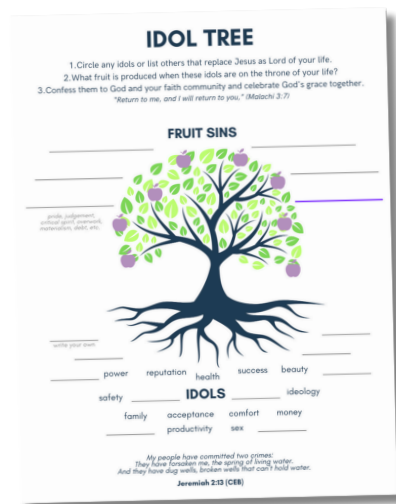 IDOL TREE
1.Circle any idols or list others that replace Jesus as Lord of your life.
2.What fruit is produced when these idols are on the throne of your life?
3.Confess them to God and your faith community and celebrate God's grace together.
"Return to me, and I will return to you," (Malachi 3:7)
FRUIT SINS
pride, judgement,
critical spirit, overwork,
materialism, debt, etc.
write your own
power reputation health success beauty
safety IDOLS ideology
family acceptance comfort money
productivity sex
My people have committed two crimes:
They have forsaken me, the spring of living water.
And they have dug wells, broken wells that can't hold water.
Jeremiah 2:13 (CEB)